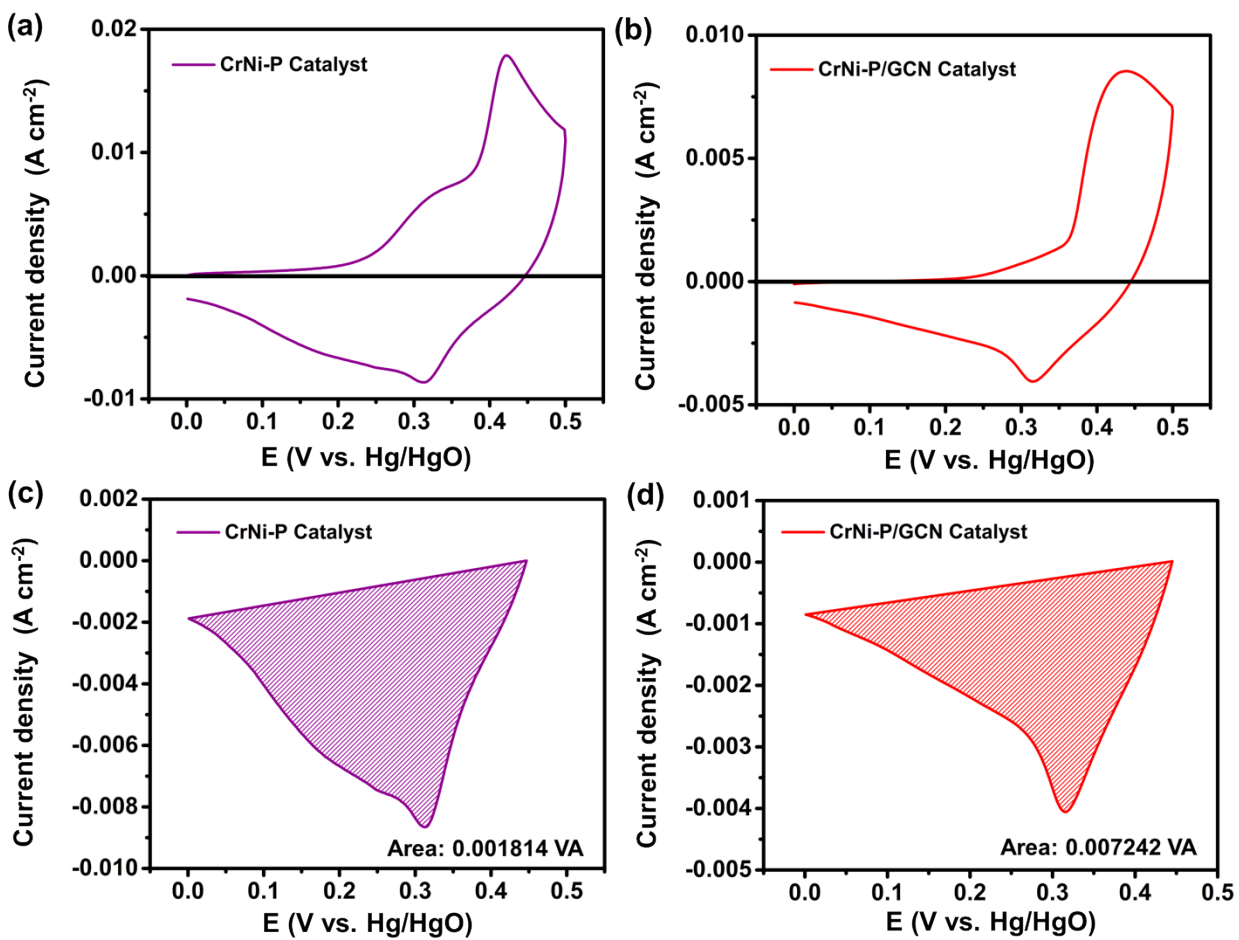 (a)
CrNi-P Catalyst
0.02
0.01
0.00
-0.01
Current density (A cm-2)
0.0 0.1 0.2 0.3 0.4 0.5
E (V vs. Hg/HgO)
(b)
CrNi-P/GCN Catalyst
0.010
0.005
0.000
-0.005
Current density (A cm-2)
0.0 0.1 0.2 0.3 0.4 0.5
E (V vs. Hg/HgO)
(c)
CrNi-P Catalyst
0.002
0.000
-0.002
-0.004
-0.006
-0.008
-0.010
Current density (A cm-2)
Area: 0.001814 VA
0.0 0.1 0.2 0.3 0.4 0.5
E (V vs. Hg/HgO)
(d)
CrNi-P/GCN Catalyst
0.001
0.000
-0.001
-0.002
-0.003
-0.004
-0.005
Current density (A cm-2)
Area: 0.007242 VA
0.0 0.1 0.2 0.3 0.4 0.5
E (V vs. Hg/HgO)